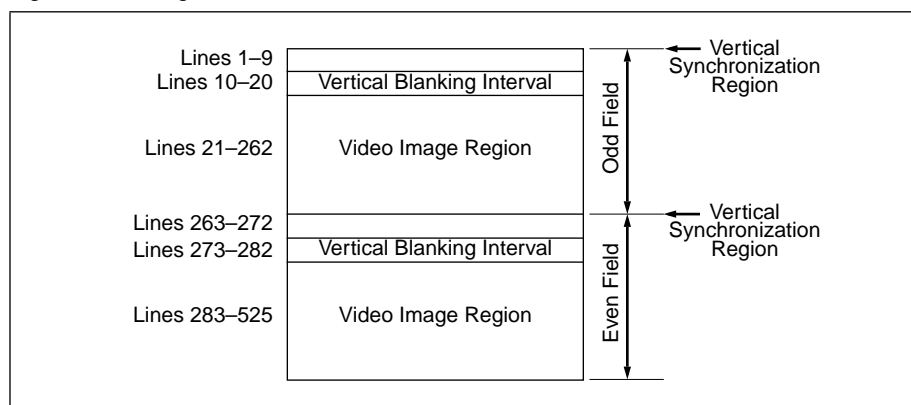 Lines 1–9
Vertical
Synchronization
Region
Lines 10–20
Vertical Blanking Interval
Odd Field
Lines 21–262
Video Image Region
Lines 263–272
Vertical
Synchronization
Region
Lines 273–282
Vertical Blanking Interval
Even Field
Lines 283–525
Video Image Region